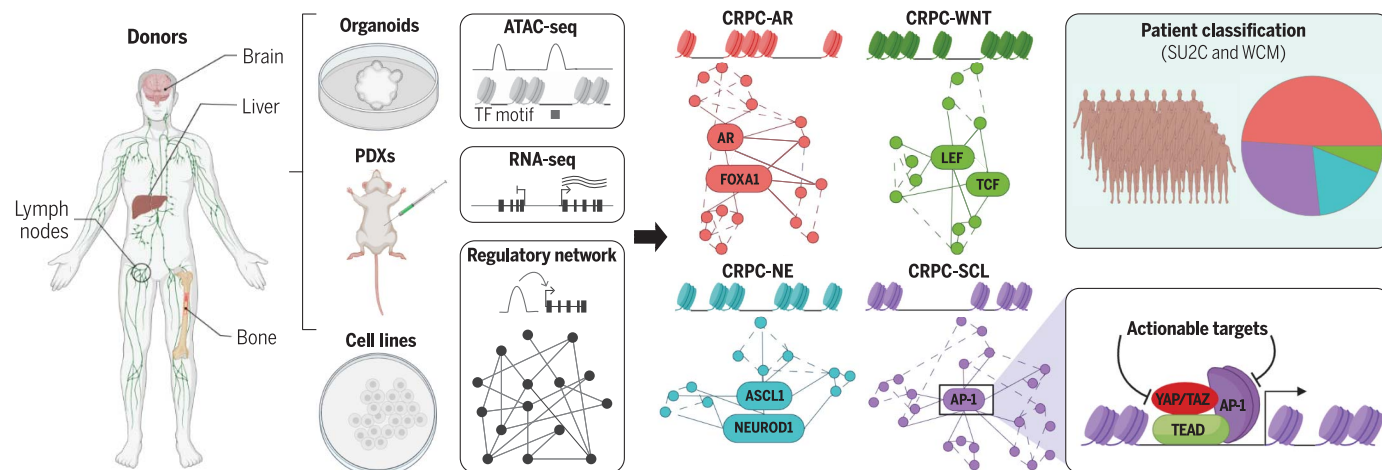 Donors
Brain
Liver
Lymph
nodes
Bone
Organoids
PDXs
Cell lines
ATAC-seq
TF motif
RNA-seq
Regulatory network
CRPC-AR
AR
FOXA1
CRPC-WNT
LEF
TCF
CRPC-NE
ASCL1
NEUROD1
CRPC-SCL
AP-1
Patient classification
(SU2C and WCM)
Actionable targets
YAP/TAZ
AP-1
TEAD